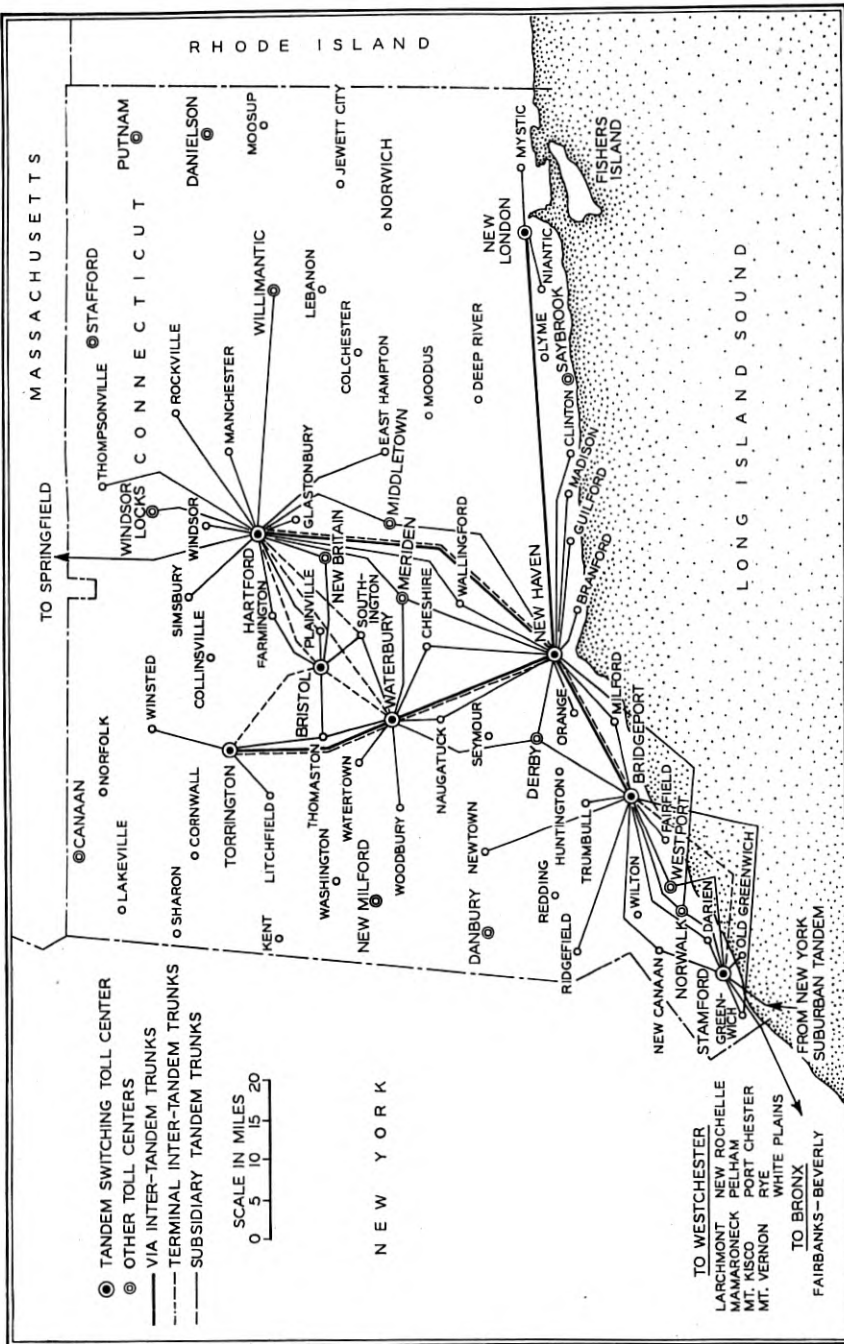 MASSACHUSETTS
RHODE ISLAND
CONNECTICUT
NEW YORK
LONG ISLAND SOUND
TO SPRINGFIELD
CANAAN
NORFOLK
LAKEVILLE
WINSTED
SHARON
CORNWALL
TORRINGTON
LITCHFIELD
KENT
WASHINGTON
THOMASTON
WATERTOWN
NEW MILFORD
WOODBURY
NAUGATUCK
SEYMOUR
NEWTOWN
DANBURY
DERBY
HUNTINGTON
TRUMBULL
REDDING
RIDGEFIELD
WILTON
BRIDGEPORT
FAIRFIELD
WESTPORT
NORWALK
DARIEN
NEW CANAAN
STAMFORD
OLD GREENWICH
GREEN-
WICH
FROM NEW YORK
SUBURBAN TANDEM
THOMPSONVILLE
STAFFORD
PUTNAM
WINDSOR
LOCKS
ROCKVILLE
DANIELSON
WINDSOR
SIMSBURY
MANCHESTER
MOOSUP
COLLINSVILLE
HARTFORD
WILLIMANTIC
FARMINGTON
GLASTONBURY
LEBANON
JEWETT CITY
PLAINVILLE
NEW BRITAIN
BRISTOL
SOUTH-
INGTON
COLCHESTER
EAST HAMPTON
NORWICH
MIDDLETOWN
MERIDEN
WATERBURY
CHESHIRE
MOODUS
WALLINGFORD
DEEP RIVER
NEW HAVEN
NEW
LONDON
MYSTIC
NIANTIC
LYME
SAYBROOK
FISHERS
ISLAND
CLINTON
MADISON
GUILFORD
BRANFORD
ORANGE
MILFORD
TANDEM SWITCHING TOLL CENTER
OTHER TOLL CENTERS
VIA INTER-TANDEM TRUNKS
TERMINAL INTER-TANDEM TRUNKS
SUBSIDIARY TANDEM TRUNKS
SCALE IN MILES
0 5 10 15 20
TO WESTCHESTER
LARCHMONT NEW ROCHELLE
MAMARONECK PELHAM
MT. KISCO PORT CHESTER
MT. VERNON RYE
WHITE PLAINS
TO BRONX
FAIRBANKS-BEVERLY